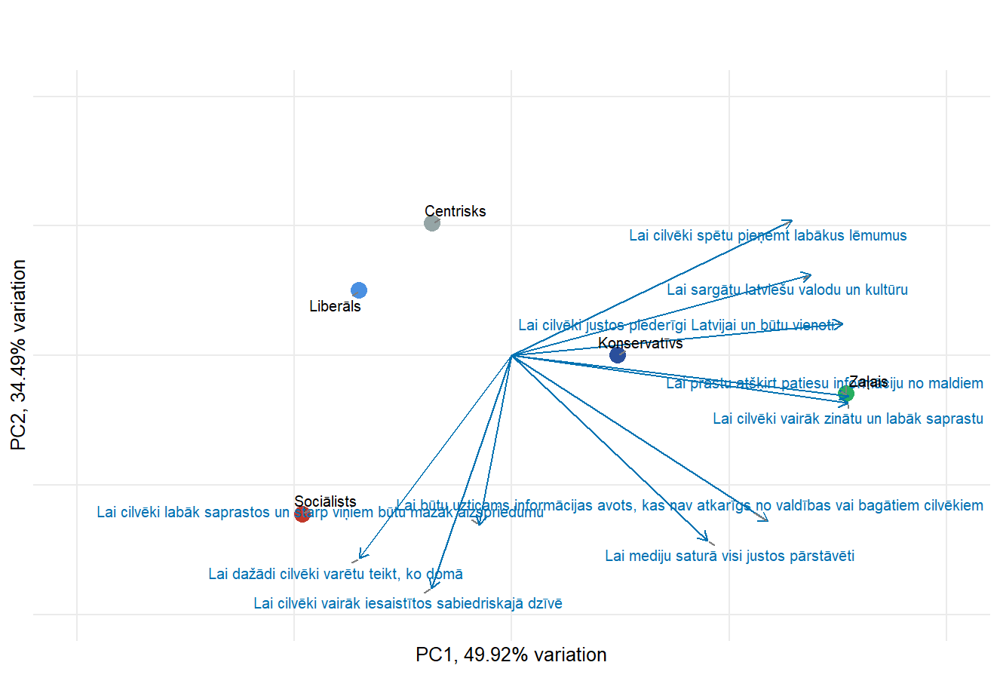 Centrisks
Lai cilvēki spētu pieņemt labākus lēmumus
Lai sargātu latviešu valodu un kultūru
Liberāls
Lai cilvēki justos piederīgi Latvijai un būtu vienoti
Konservatīvs
PC2, 34.49% variation
Zaļais
Lai prastu atšķirt patiesu informāciju no maldiem
Lai cilvēki vairāk zinātu un labāk saprastu
Sociālists
Lai būtu uzticams informācijas avots, kas nav atkarīgs no valdības vai bagātiem cilvēkiem
Lai cilvēki labāk saprastos un starp viņiem būtu mazāk aizspriedumu
Lai mediju saturā visi justos pārstāvēti
Lai dažādi cilvēki varētu teikt, ko domā
Lai cilvēki vairāk iesaistītos sabiedriskajā dzīvē
PC1, 49.92% variation